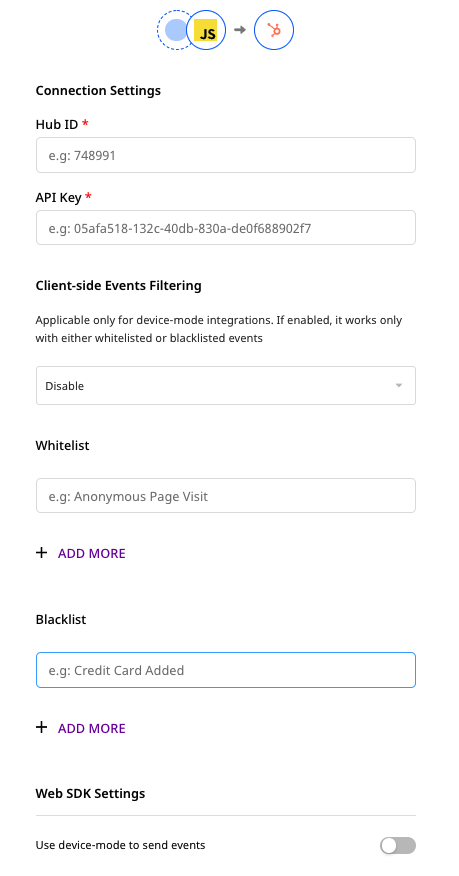 JS
Connection Settings
Hub ID *
e.g: 748991
API Key *
e.g: 05afa518-132c-40db-830a-de0f688902f7
Client-side Events Filtering
Applicable only for device-mode integrations. If enabled, it works only
with either whitelisted or blacklisted events
Disable
Whitelist
e.g: Anonymous Page Visit
+ ADD MORE
Blacklist
e.g: Credit Card Added
+ ADD MORE
Web SDK Settings
Use device-mode to send events